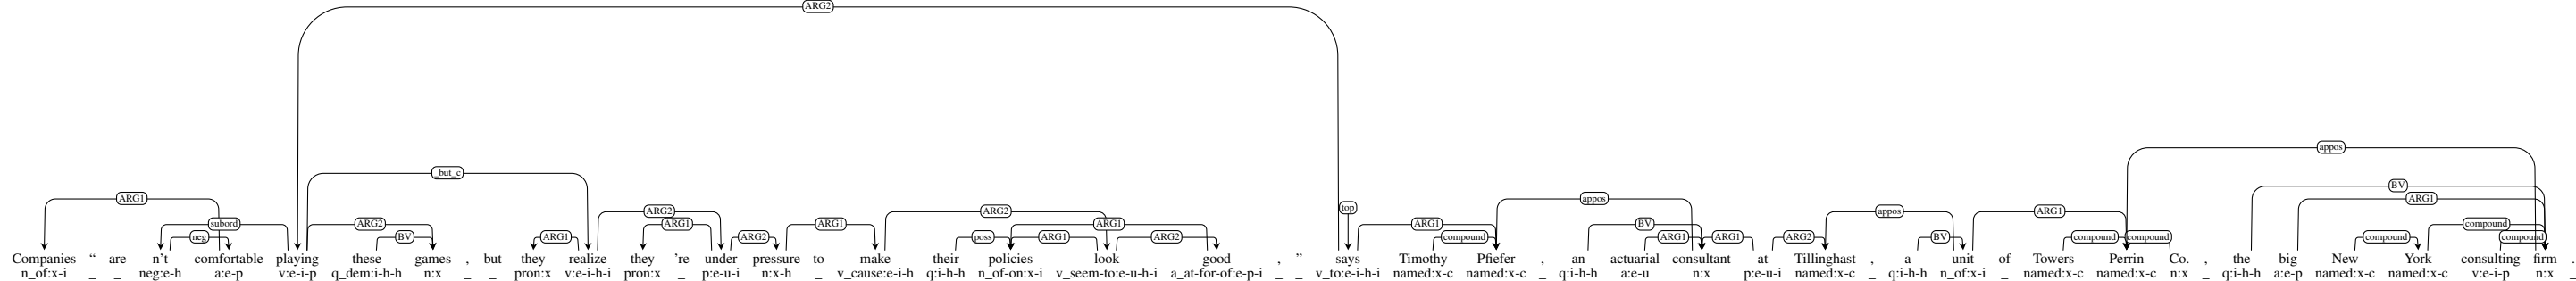 ARG2
_but_c
appos
BV
ARG1 ARG1
ARG2 top appos appos ARG1
subord ARG2 ARG1 ARG1 ARG1 ARG1 BV compound
neg BV ARG1 ARG2 poss ARG1 ARG2 compound ARG1 ARG1 ARG2 BV compound compound compound compound
Companies “ are n’t comfortable playing these games , but they realize they ’re under pressure to make their policies look good , ” says Timothy Pfiefer , an actuarial consultant at Tillinghast , a unit of Towers Perrin Co. , the big New York consulting firm .
n_of:x-i _ _ neg:e-h a:e-p v:e-i-p q_dem:i-h-h n:x _ _ pron:x v:e-i-h-i pron:x _ p:e-u-i n:x-h _ v_cause:e-i-h q:i-h-h n_of-on:x-i v_seem-to:e-u-h-i a_at-for-of:e-p-i _ _ v_to:e-i-h-i named:x-c named:x-c _ q:i-h-h a:e-u n:x p:e-u-i named:x-c _ q:i-h-h n_of:x-i _ named:x-c named:x-c n:x _ q:i-h-h a:e-p named:x-c named:x-c v:e-i-p n:x _